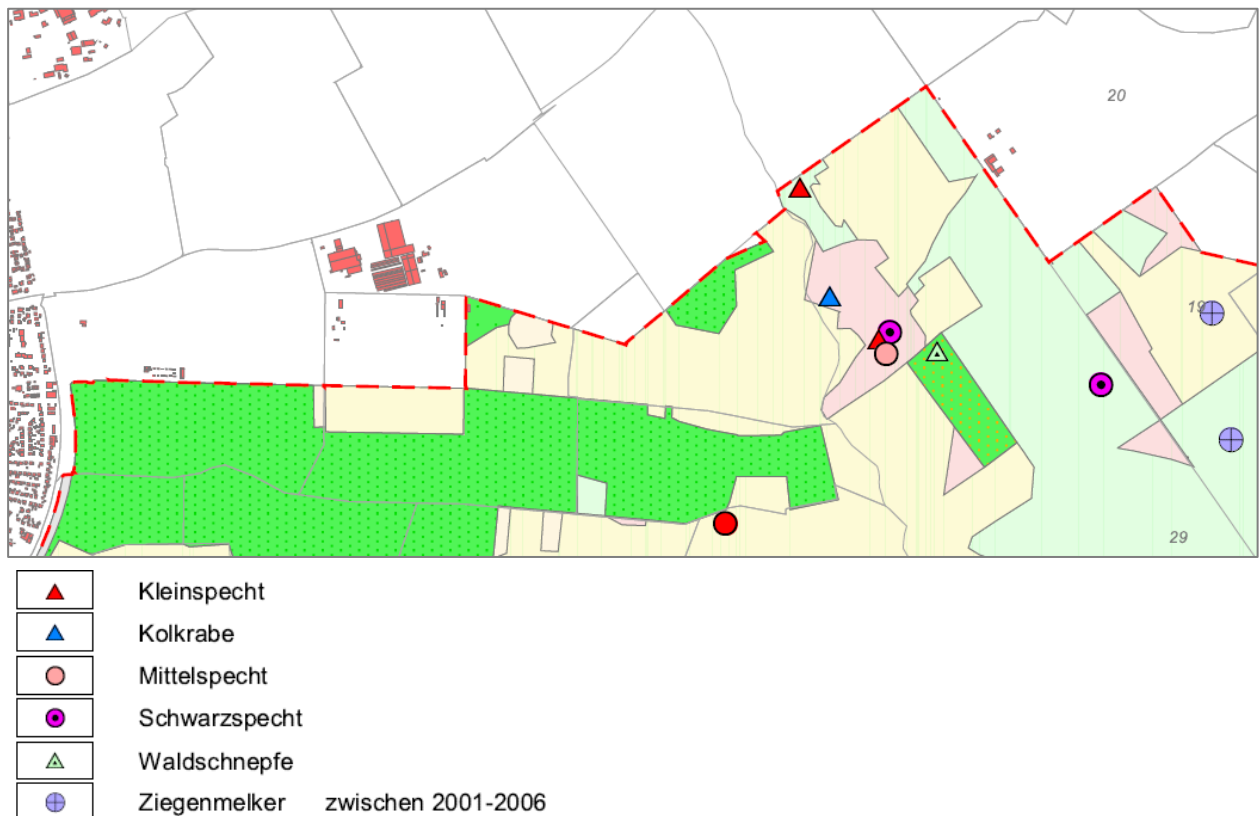 20
19
29
Kleinspecht
Kolkrabe
Mittelspecht
Schwarzspecht
Waldschnepfe
Ziegenmelker zwischen 2001-2006